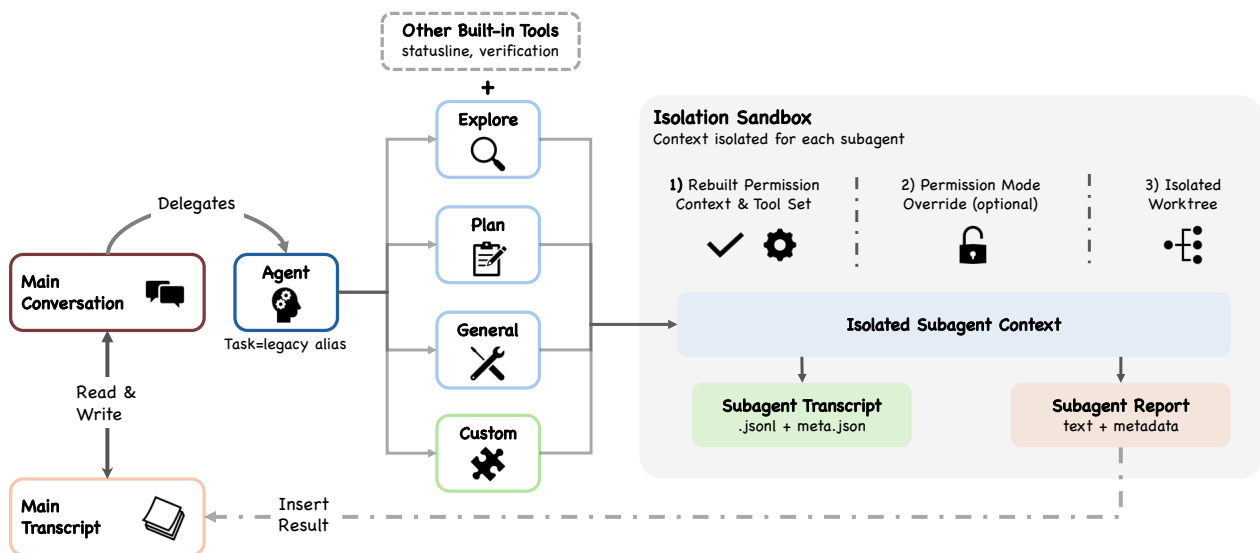 Other Built-in Tools
statusline, verification
+
Explore
Plan
General
Custom
Delegates
Main
Conversation
Agent
Task=legacy alias
Read &
Write
Main
Transcript
Insert
Result
Isolation Sandbox
Context isolated for each subagent
1) Rebuilt Permission
Context & Tool Set
2) Permission Mode
Override (optional)
3) Isolated
Worktree
Isolated Subagent Context
Subagent Transcript
.jsonl + meta.json
Subagent Report
text + metadata